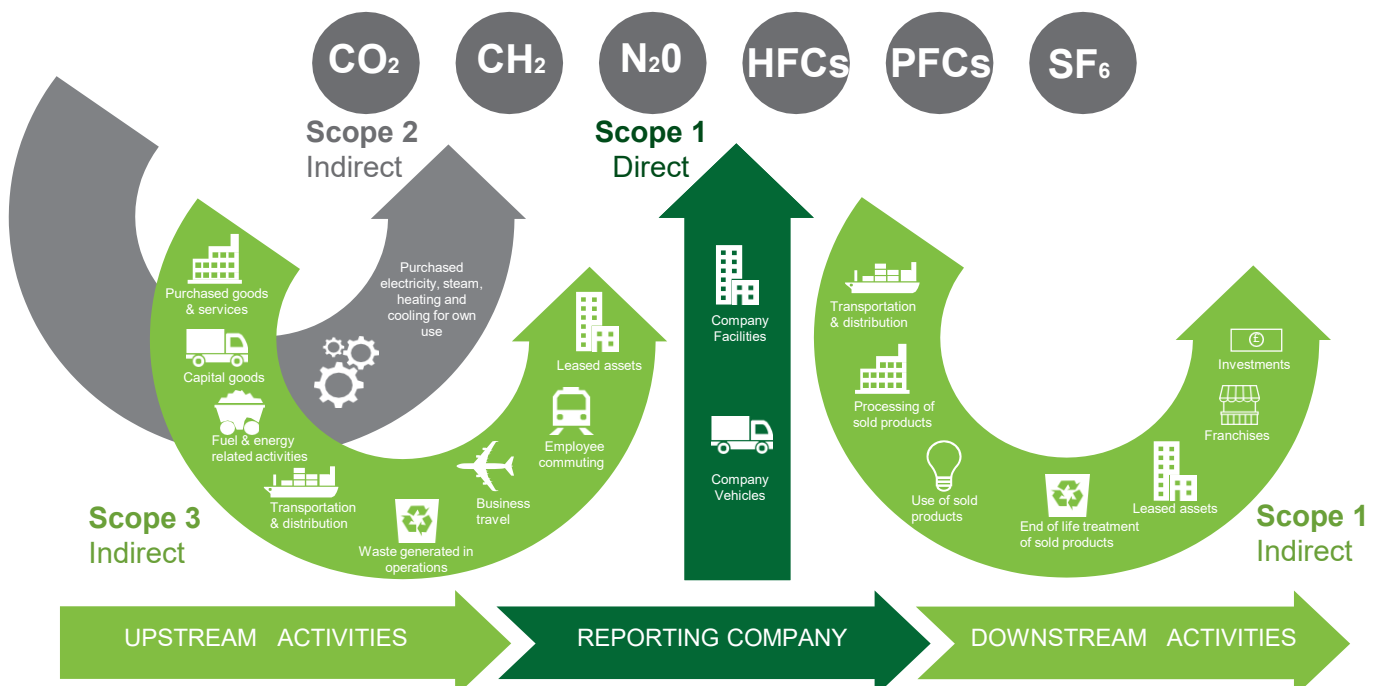 CO₂
CH₂
N₂0
HFCs
PFCs
SF₆
Scope 2
Indirect
Scope 1
Direct
Purchased
electricity, steam,
heating and
cooling for own
use
Purchased goods
& services
Capital goods
Fuel & energy
related activities
Transportation
& distribution
Waste generated in
operations
Business
travel
Employee
commuting
Leased assets
Scope 3
Indirect
Company
Facilities
Company
Vehicles
Transportation
& distribution
Processing of
sold products
Use of sold
products
End of life treatment
of sold products
Leased assets
Franchises
£
Investments
Scope 1
Indirect
UPSTREAM ACTIVITIES
REPORTING COMPANY
DOWNSTREAM ACTIVITIES